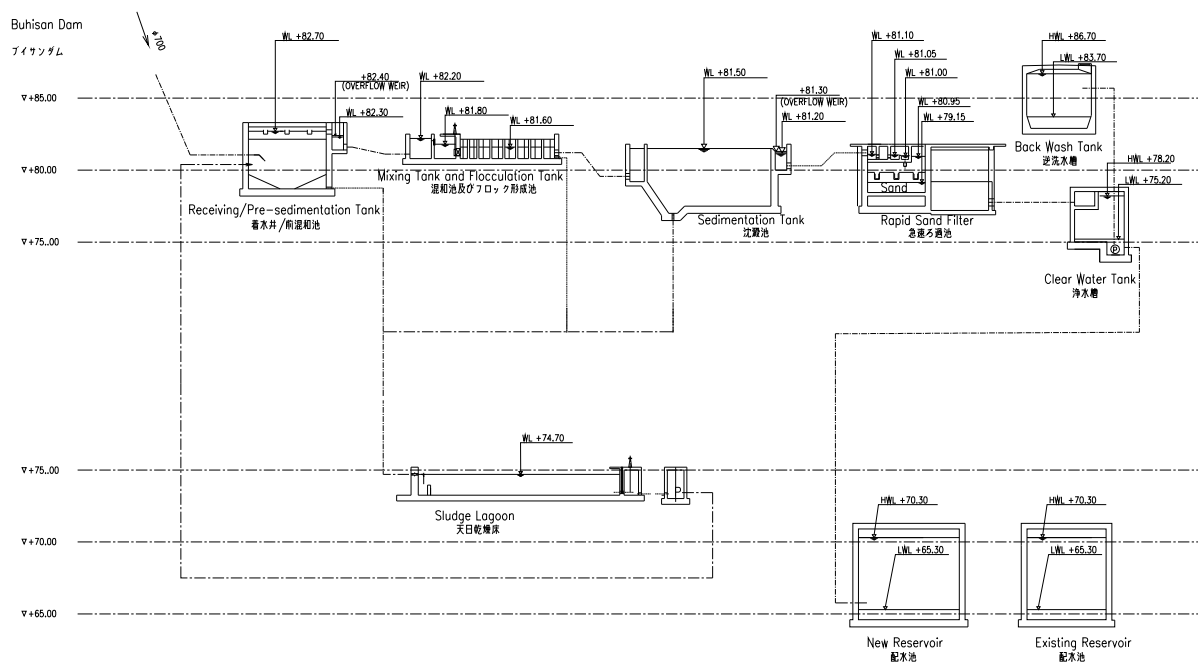 Buhisan Dam
ブイサンダム
φ700
WL +82.70
+82.40
(OVERFLOW WEIR)
WL +82.30
WL +82.20
WL +81.80
WL +81.60
WL +81.50
+81.30
(OVERFLOW WEIR)
WL +81.20
WL +81.10
WL +81.05
WL +81.00
WL +80.95
WL +79.15
HWL +86.70
LWL +83.70
∇+85.00
Back Wash Tank
逆洗水槽
∇+80.00
Mixing Tank and Flocculation Tank
混和池及びフロック形成池
Sand
HWL +78.20
LWL +75.20
Receiving/Pre-sedimentation Tank
着水井/前混和池
Sedimentation Tank
沈澱池
Rapid Sand Filter
急速ろ過池
∇+75.00
P
Clear Water Tank
浄水槽
WL +74.70
∇+75..00
Sludge Lagoon
天日乾燥床
HWL +70.30
HWL +70.30
∇+70.00
LWL +65.30
LWL +65.30
∇+65.00
New Reservoir
配水池
Existing Reservoir
配水池